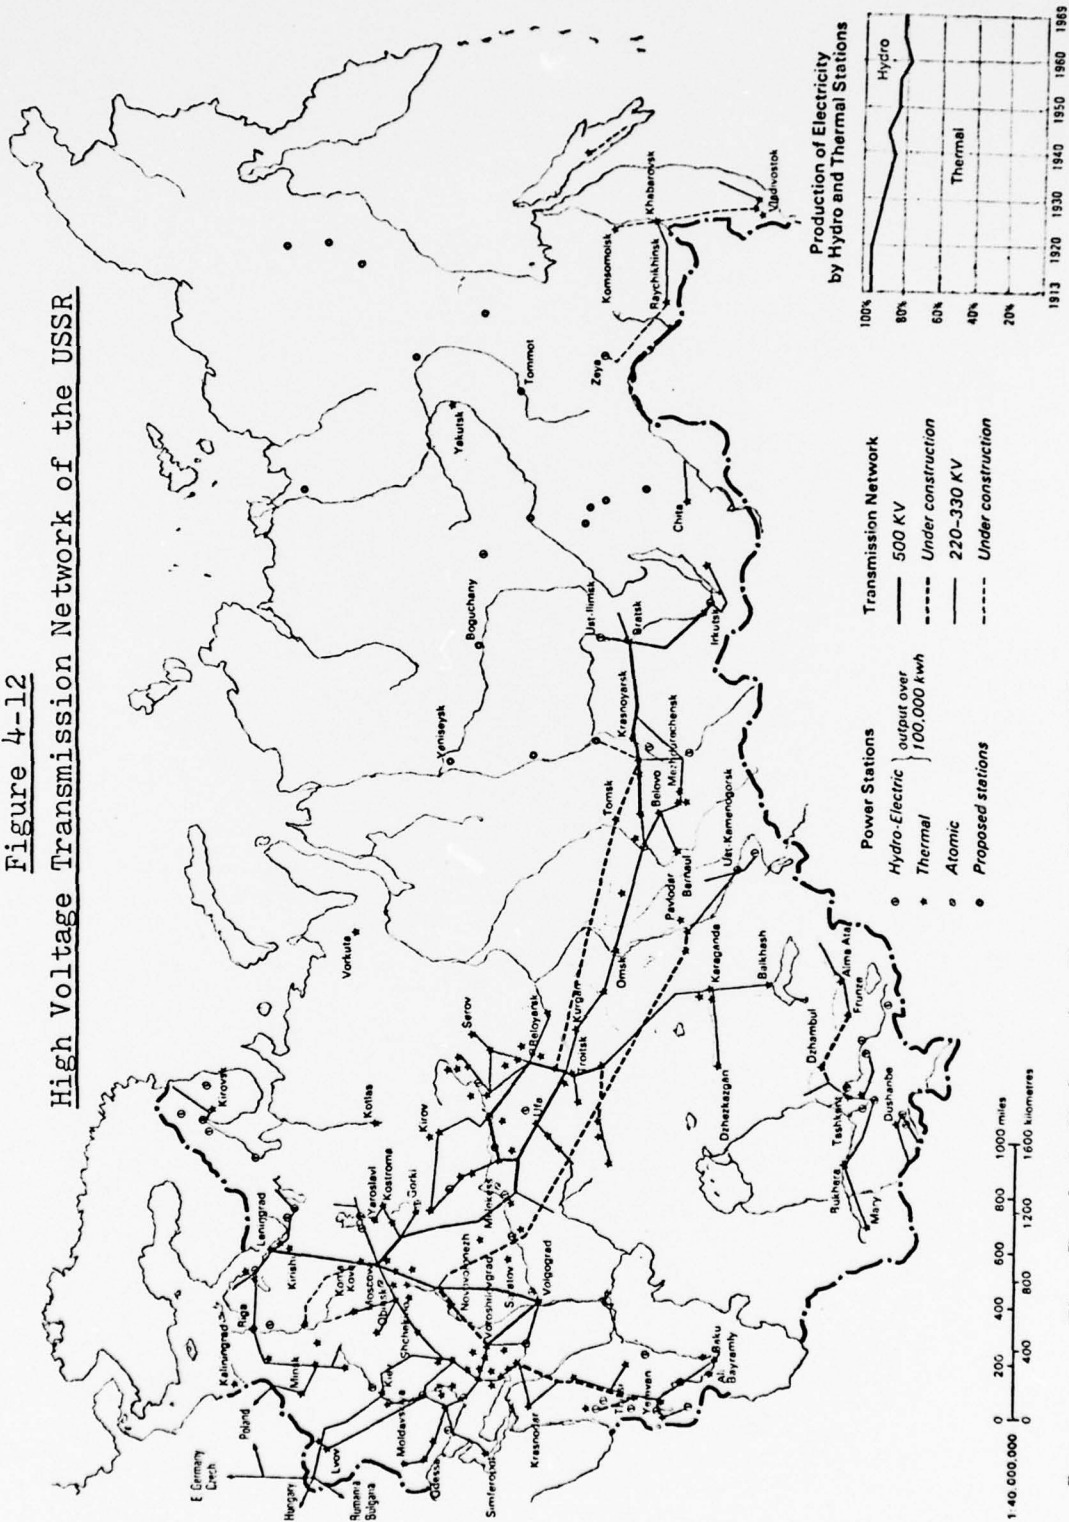 Figure 4-12
High Voltage Transmission Network of the USSR
E. Germany
Czech
Poland
Hungary
Rumania
Bulgaria
Kaliningrad
Riga
Leningrad
Kirishi
Kirovsk
Kotlas
Vorkuta
Minsk
Lvov
Kiev
Moldavskaya
Odessa
Simferopol
Moscow
Yaroslavl
Kostroma
Gorki
Kirov
Serov
Beloyarsk
Novovoronezh
Voroshilovgrad
Saratov
Volgograd
Melekess
Ufa
Troitsk
Kurgan
Omsk
Tomsk
Krasnoyarsk
Yeniseysk
Boguchany
Ust-Ilimsk
Bratsk
Irkutsk
Chita
Yakutsk
Tommot
Zeya
Komsomolsk
Raychikhinsk
Khabarovsk
Vladivostok
Belovo
Mezhdurechensk
Barnaul
Pavlodar
Ust-Kamenogorsk
Karaganda
Balkhash
Dzhezkazgan
Dzhambul
Alma Ata
Frunze
Tashkent
Dushanbe
Bukhara
Mary
Krasnodar
Yerevan
Baku
Ali
Bayramly
Power Stations
Hydro-Electric
Thermal
output over
100,000 kwh
Atomic
Proposed stations
Transmission Network
500 KV
Under construction
220-330 KV
Under construction
Production of Electricity
by Hydro and Thermal Stations
100%
80%
60%
40%
20%
Hydro
Thermal
1913 1920 1930 1940 1950 1960 1969
1:40,000,000
0 200 400 600 800 1000 miles
0 400 800 1200 1600 kilometres